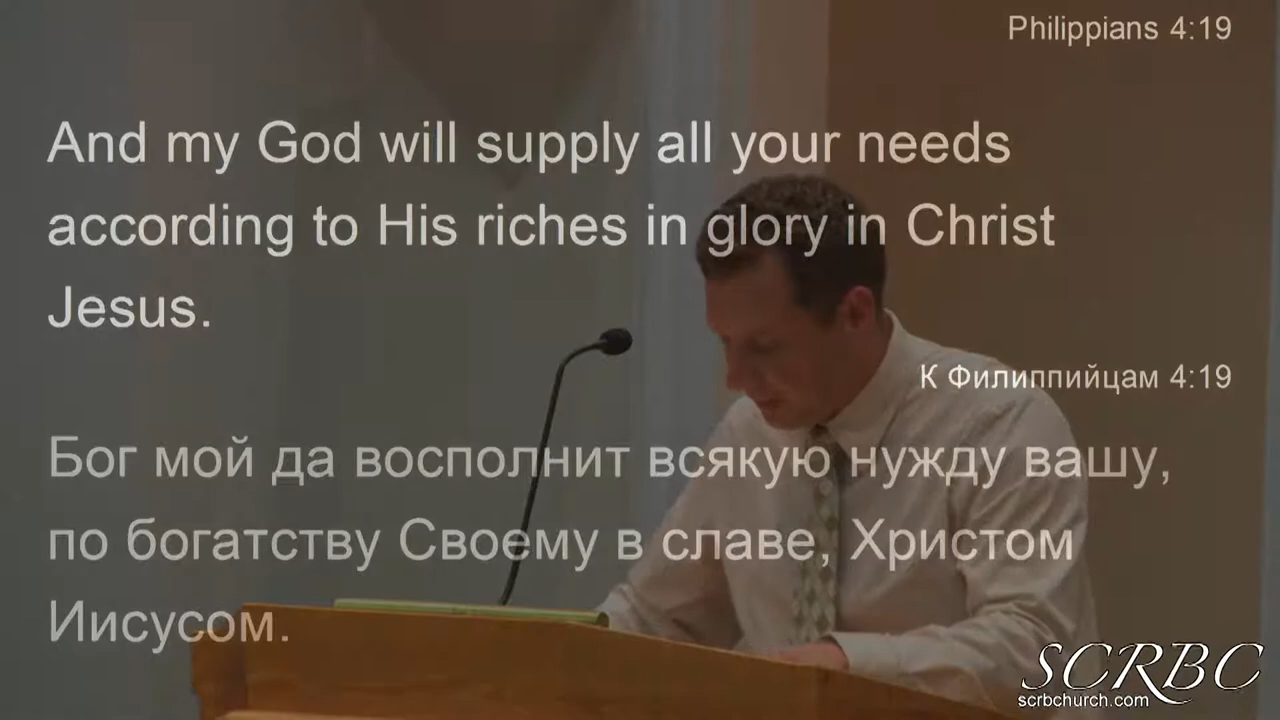 Philippians 4:19
And my God will supply all your needs
according to His riches in glory in Christ
Jesus.
К Филиппийцам 4:19
Бог мой да восполнит всякую нужду вашу,
по богатству Своему в славе, Христом
Иисусом.
SCRBC
scrbchurch.com